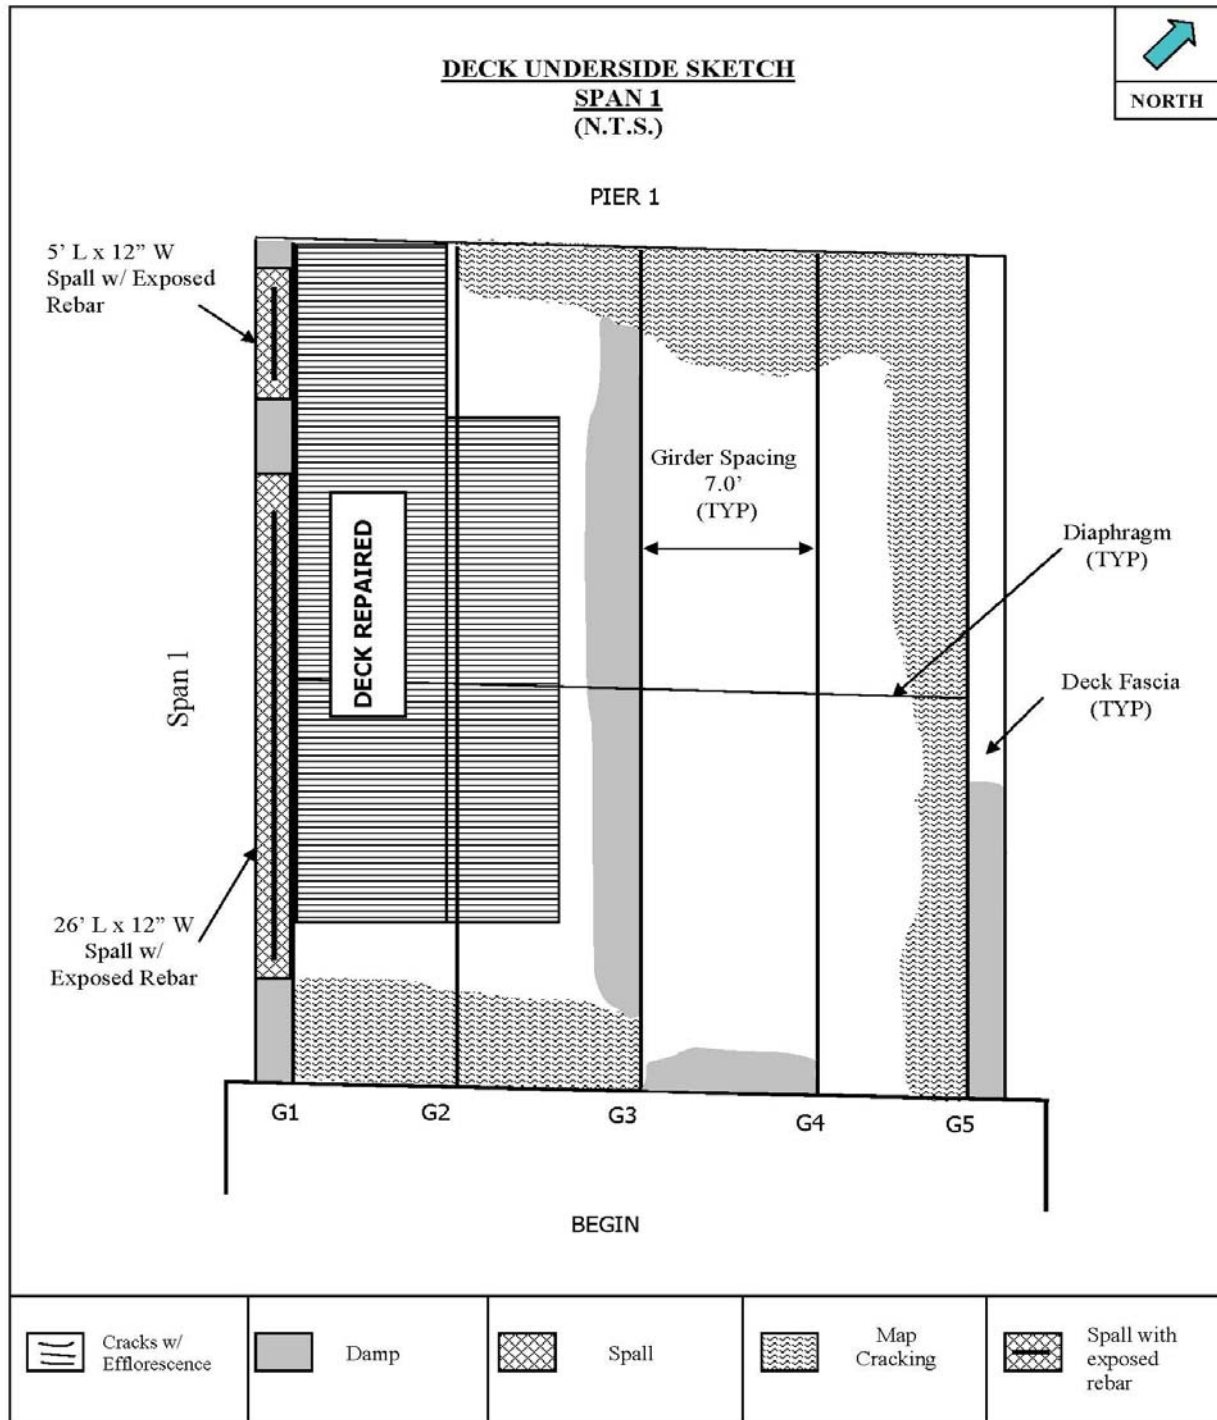 DECK UNDERSIDE SKETCH
SPAN 1
(N.T.S.)
NORTH
PIER 1
5’ L x 12” W
Spall w/ Exposed
Rebar
Girder Spacing
7.0’
(TYP)
DECK REPAIRED
Diaphragm
(TYP)
Span 1
Deck Fascia
(TYP)
26’ L x 12” W
Spall w/
Exposed Rebar
G1
G2
G3
G4
G5
BEGIN
Cracks w/
Efflorescence
Damp
Spall
Map
Cracking
Spall with
exposed
rebar